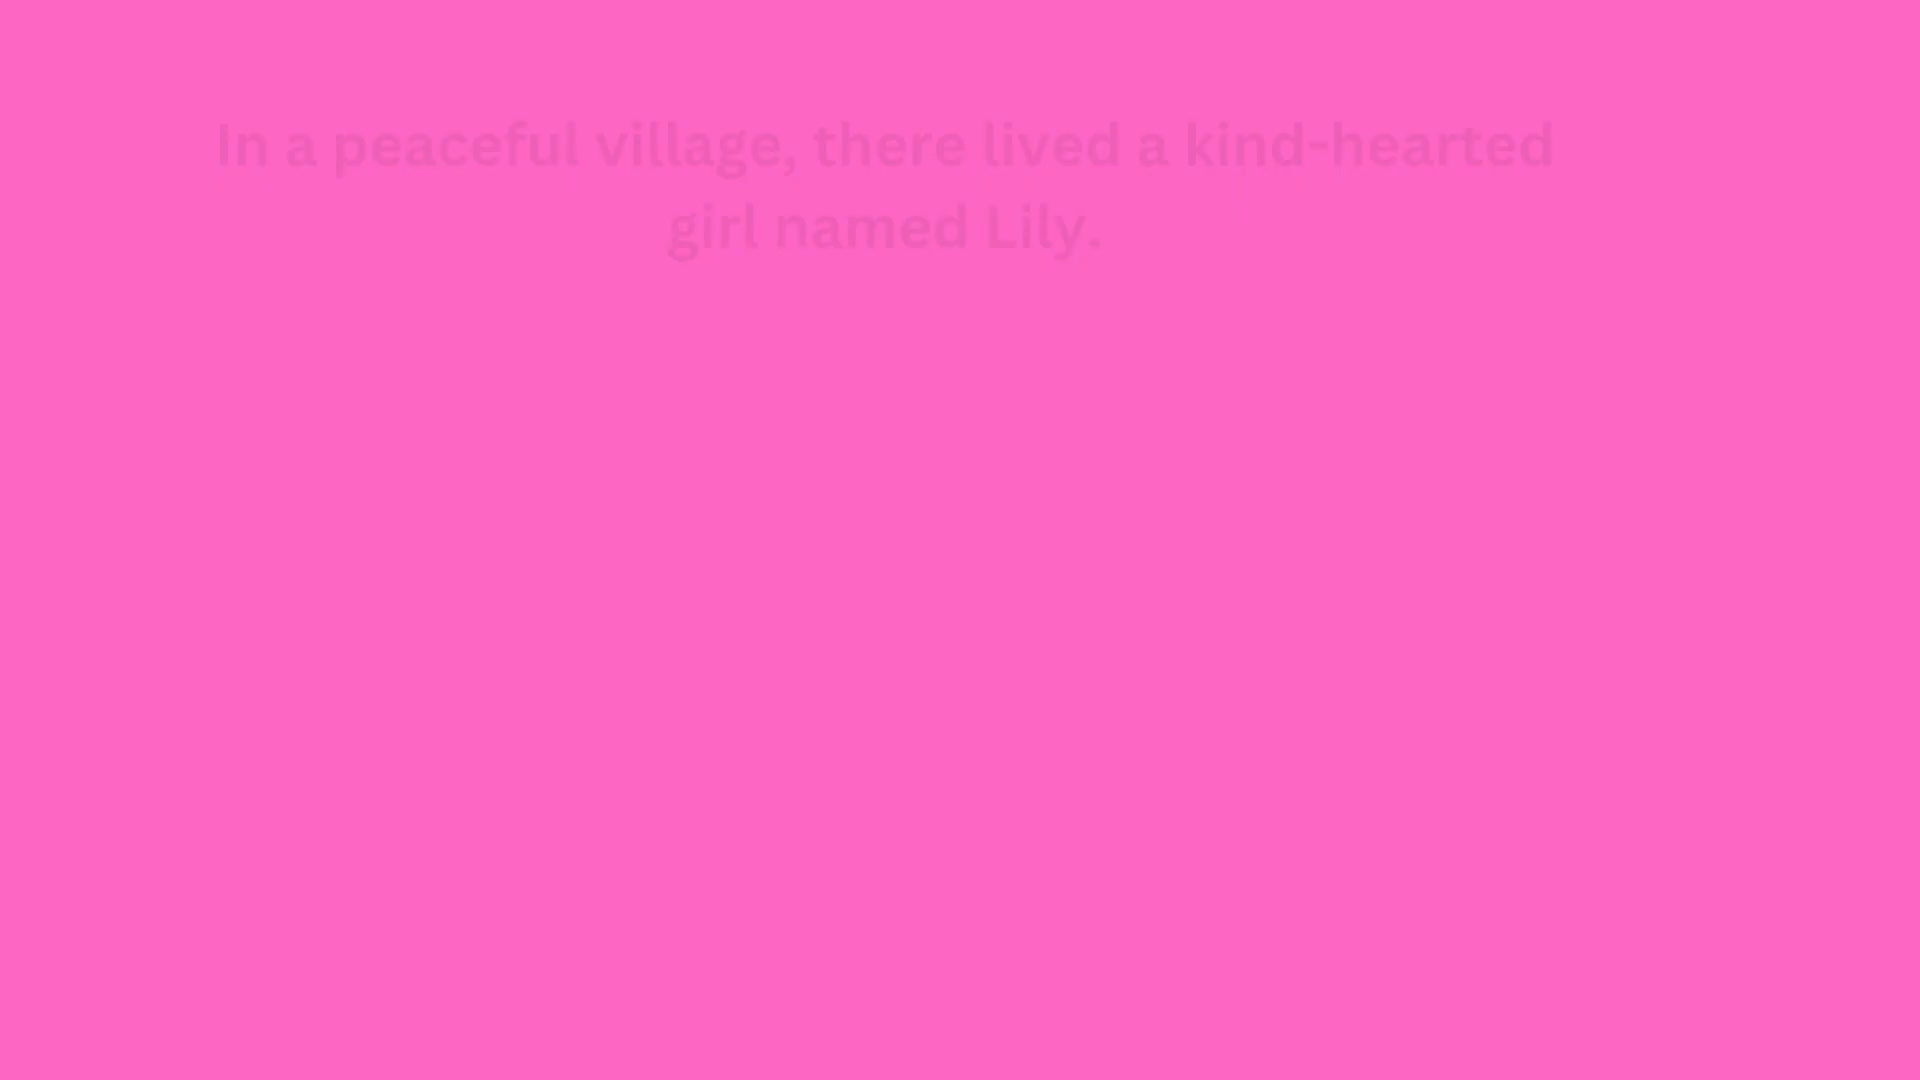 In a peaceful village, there lived a kind-hearted
girl named Lily.